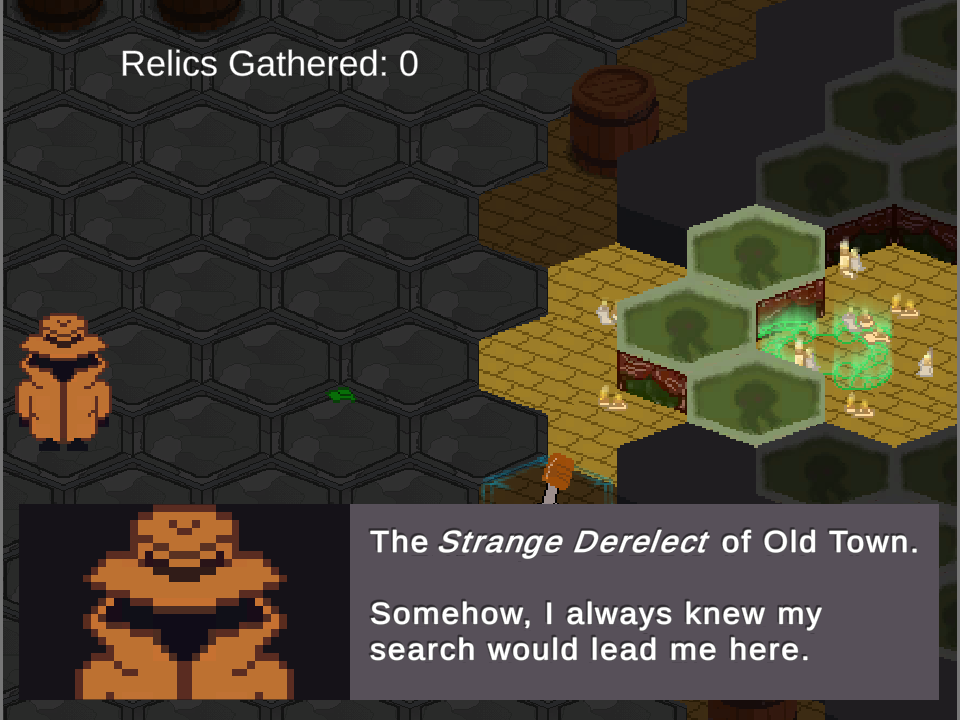 Relics Gathered: 0
The Strange Derelect of Old Town.
Somehow, I always knew my
search would lead me here.